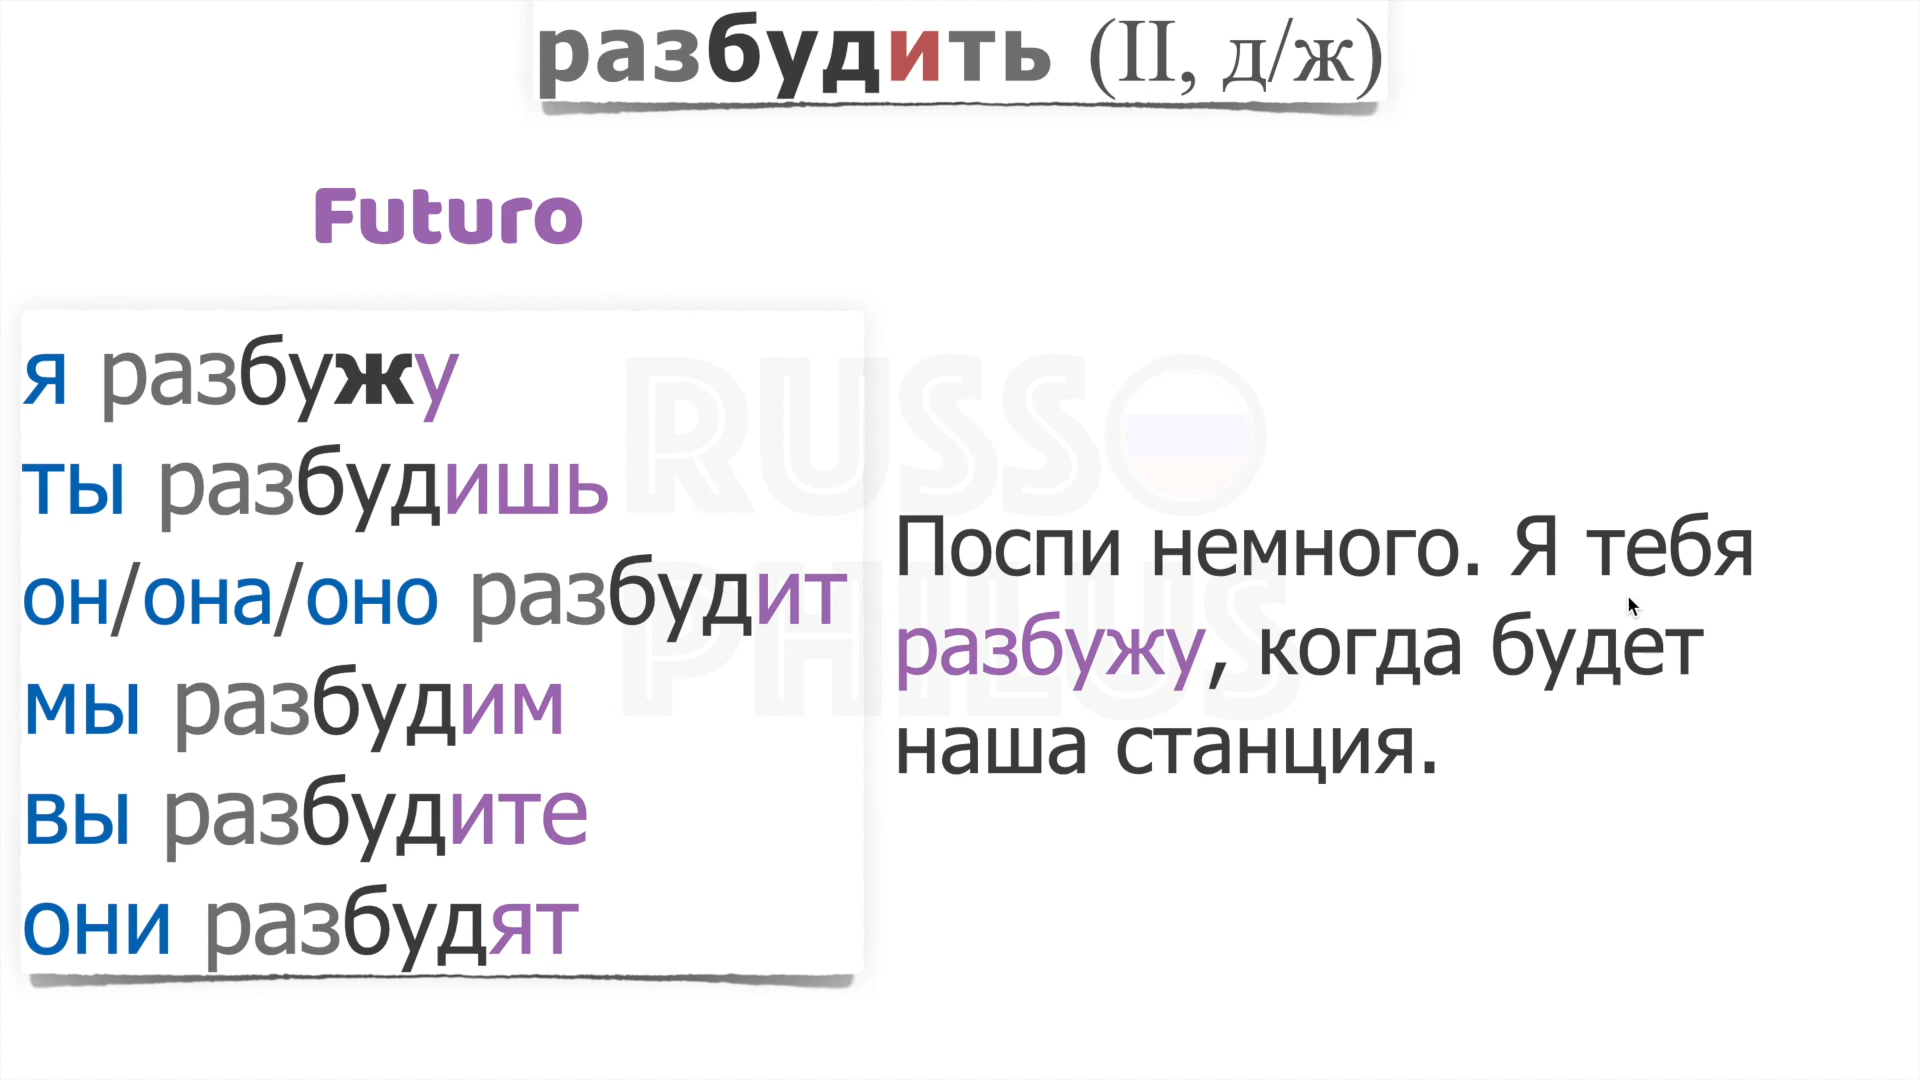 разбудить (II, д/ж)
Futuro
я разбужу
ты разбудишь
он/она/оно разбудит
мы разбудим
вы разбудите
они разбудят
Поспи немного. Я тебя
разбужу, когда будет
наша станция.
RUSSO
PHILUS